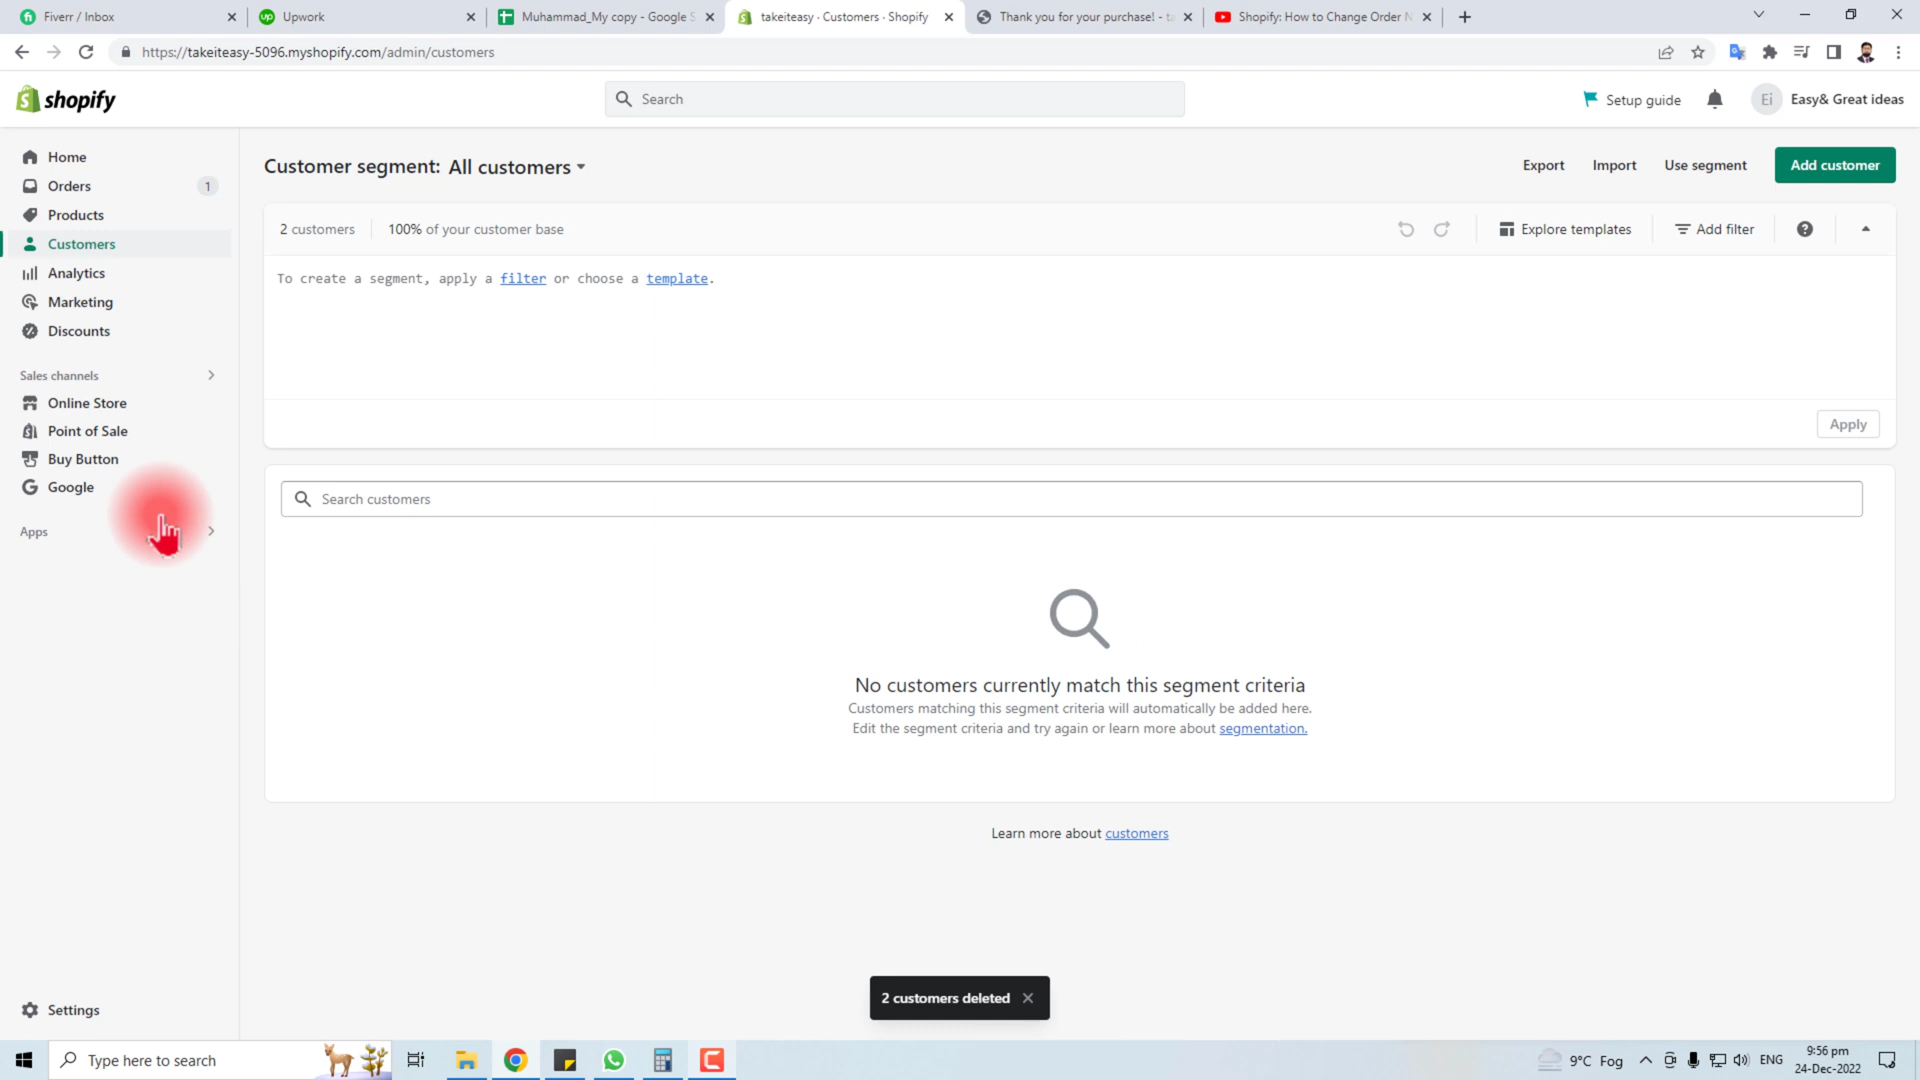 Fiverr / Inbox
Upwork
Muhammad_My copy - Google S
takeiteasy · Customers · Shopify
Thank you for your purchase! - ta
Shopify: How to Change Order N
https://takeiteasy-5096.myshopify.com/admin/customers
shopify
Search
Setup guide
Ei
Easy& Great ideas
Home
Orders
1
Products
Customers
Analytics
Marketing
Discounts
Sales channels
Online Store
Point of Sale
Buy Button
Google
Apps
Settings
Customer segment: All customers
Export
Import
Use segment
Add customer
2 customers
100% of your customer base
Explore templates
Add filter
To create a segment, apply a filter or choose a template.
Apply
Search customers
No customers currently match this segment criteria
Customers matching this segment criteria will automatically be added here.
Edit the segment criteria and try again or learn more about segmentation.
Learn more about customers
2 customers deleted
Type here to search
9°C Fog
ENG
9:56 pm
24-Dec-2022